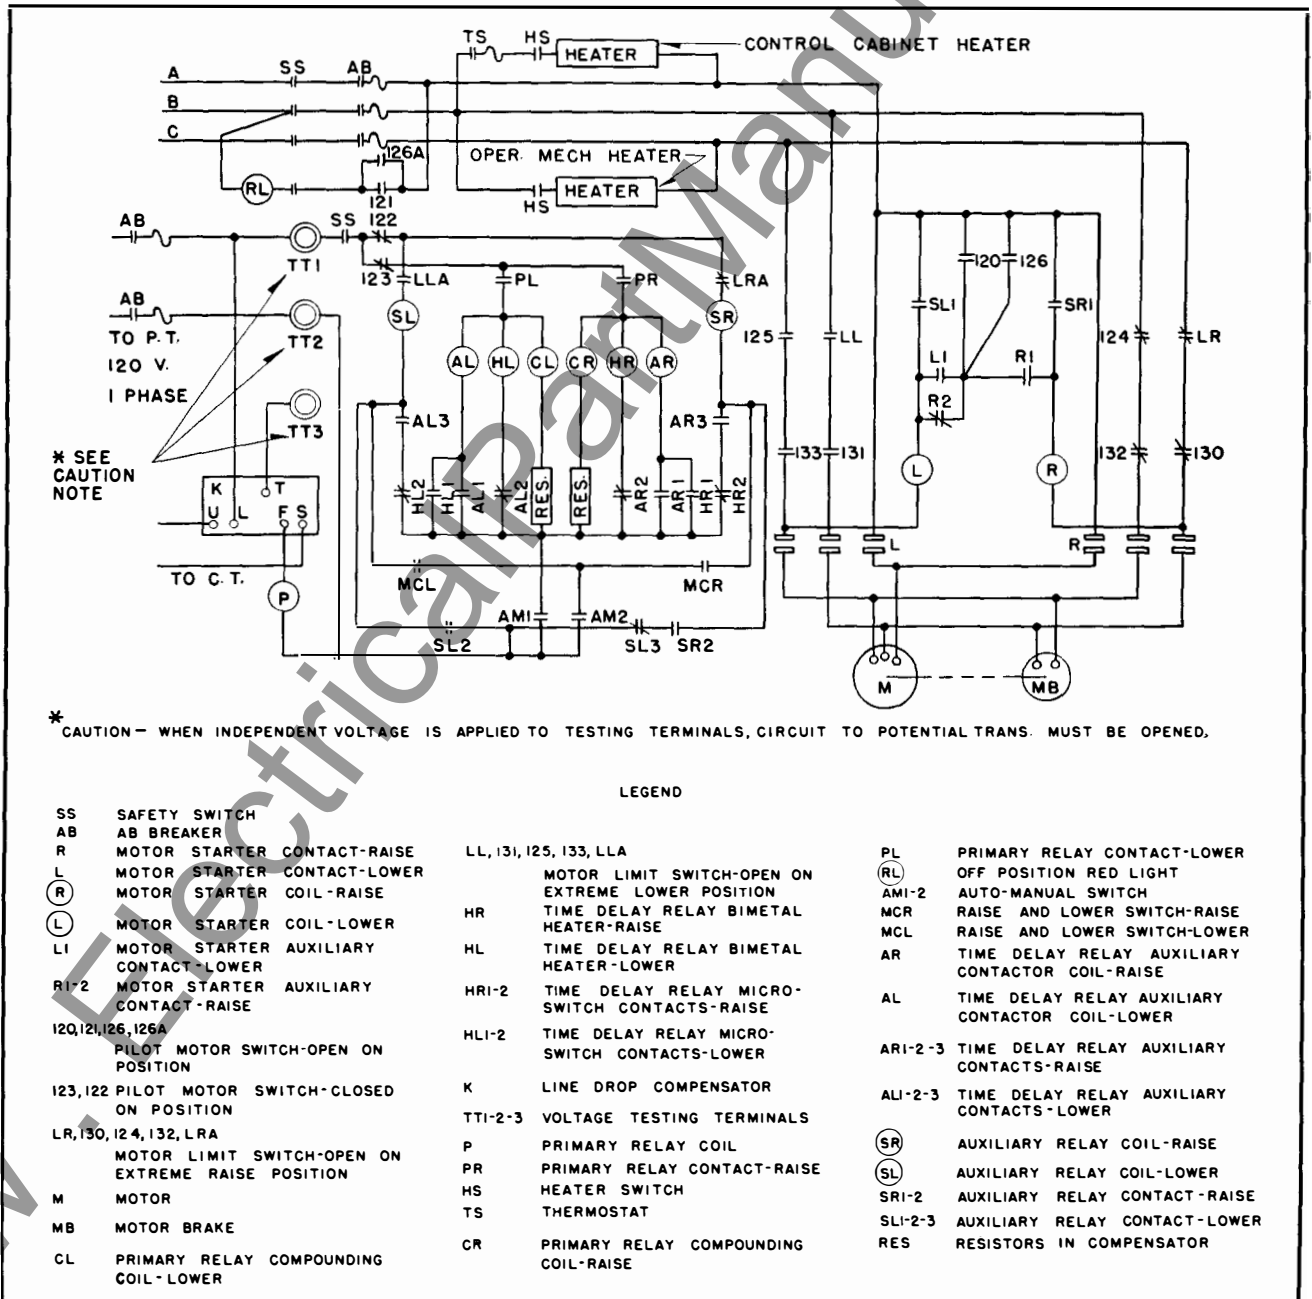 TS HS
HEATER
CONTROL CABINET HEATER
A SS AB
B
C
126A
OPER. MECH HEATER
RL
121
HEATER
HS
AB
SS 122
TT1
123 LLA PL PR LRA
120 126
AB
TO P.T.
120 V.
1 PHASE
TT2
SL SR
SL1 SR1
125 LL 124 LR
AL HL CL CR HR AR
L1 R1
R2
TT3
* SEE
CAUTION
NOTE
AL3 AR3
133 131 132 130
L R
K T
U L F S
HL2 HL1 AL1 AL2 RES. RES. AR2 AR1 HR1 HR2
L R
TO C.T.
MCL MCR
P
AM1 AM2
SL2 SL3 SR2
M MB
* CAUTION — WHEN INDEPENDENT VOLTAGE IS APPLIED TO TESTING TERMINALS, CIRCUIT TO POTENTIAL TRANS. MUST BE OPENED.
LEGEND
SS SAFETY SWITCH
AB AB BREAKER
R MOTOR STARTER CONTACT-RAISE
L MOTOR STARTER CONTACT-LOWER
R MOTOR STARTER COIL-RAISE
L MOTOR STARTER COIL-LOWER
L1 MOTOR STARTER AUXILIARY
CONTACT-LOWER
R1-2 MOTOR STARTER AUXILIARY
CONTACT-RAISE
120,121,126,126A
PILOT MOTOR SWITCH-OPEN ON
POSITION
123,122 PILOT MOTOR SWITCH-CLOSED
ON POSITION
LR,130,124,132,LRA
MOTOR LIMIT SWITCH-OPEN ON
EXTREME RAISE POSITION
M MOTOR
MB MOTOR BRAKE
CL PRIMARY RELAY COMPOUNDING
COIL-LOWER
LL, 131, 125, 133, LLA
MOTOR LIMIT SWITCH-OPEN ON
EXTREME LOWER POSITION
HR TIME DELAY RELAY BIMETAL
HEATER-RAISE
HL TIME DELAY RELAY BIMETAL
HEATER-LOWER
HR1-2 TIME DELAY RELAY MICRO-
SWITCH CONTACTS-RAISE
HL1-2 TIME DELAY RELAY MICRO-
SWITCH CONTACTS-LOWER
K LINE DROP COMPENSATOR
TT1-2-3 VOLTAGE TESTING TERMINALS
P PRIMARY RELAY COIL
PR PRIMARY RELAY CONTACT-RAISE
HS HEATER SWITCH
TS THERMOSTAT
CR PRIMARY RELAY COMPOUNDING
COIL-RAISE
PL PRIMARY RELAY CONTACT-LOWER
RL OFF POSITION RED LIGHT
AM1-2 AUTO-MANUAL SWITCH
MCR RAISE AND LOWER SWITCH-RAISE
MCL RAISE AND LOWER SWITCH-LOWER
AR TIME DELAY RELAY AUXILIARY
CONTACTOR COIL-RAISE
AL TIME DELAY RELAY AUXILIARY
CONTACTOR COIL-LOWER
AR1-2-3 TIME DELAY RELAY AUXILIARY
CONTACTS-RAISE
AL1-2-3 TIME DELAY RELAY AUXILIARY
CONTACTS-LOWER
SR AUXILIARY RELAY COIL-RAISE
SL AUXILIARY RELAY COIL-LOWER
SR1-2 AUXILIARY RELAY CONTACT-RAISE
SL1-2-3 AUXILIARY RELAY CONTACT-LOWER
RES RESISTORS IN COMPENSATOR
. ElectricalPartManu